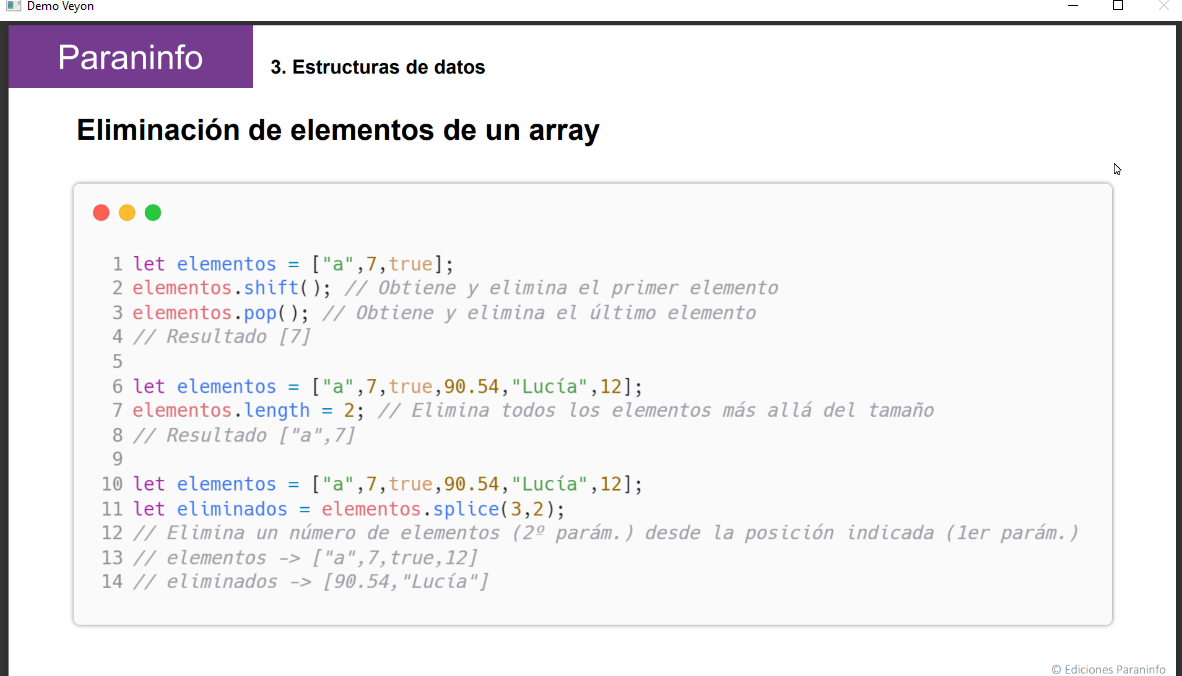 Demo Veyon
Paraninfo
3. Estructuras de datos
Eliminación de elementos de un array
1 let elementos = ["a",7,true];
2 elementos.shift(); // Obtiene y elimina el primer elemento
3 elementos.pop(); // Obtiene y elimina el último elemento
4 // Resultado [7]
5
6 let elementos = ["a",7,true,90.54,"Lucía",12];
7 elementos.length = 2; // Elimina todos los elementos más allá del tamaño
8 // Resultado ["a",7]
9
10 let elementos = ["a",7,true,90.54,"Lucía",12];
11 let eliminados = elementos.splice(3,2);
12 // Elimina un número de elementos (2º parám.) desde la posición indicada (1er parám.)
13 // elementos -> ["a",7,true,12]
14 // eliminados -> [90.54,"Lucía"]
© Ediciones Paraninfo